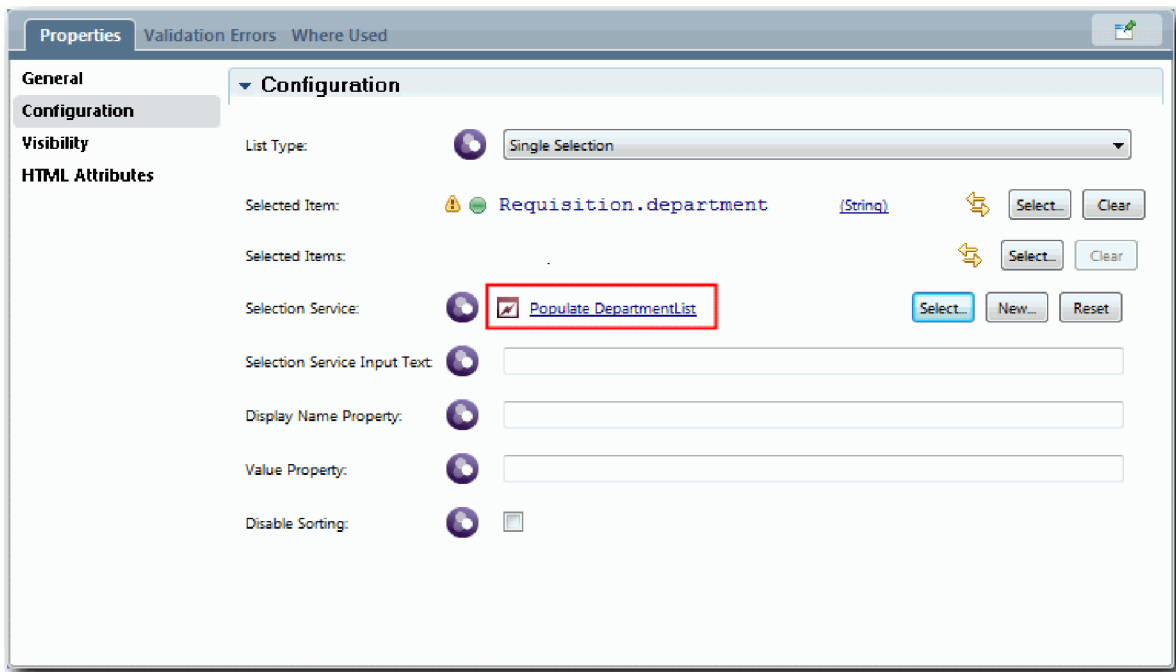 Properties Validation Errors Where Used
General
Configuration
Visibility
HTML Attributes
Configuration
List Type: Single Selection
Selected Item: Requisition.department (String) Select... Clear
Selected Items: Select... Clear
Selection Service: Populate DepartmentList Select... New... Reset
Selection Service Input Text:
Display Name Property:
Value Property:
Disable Sorting: